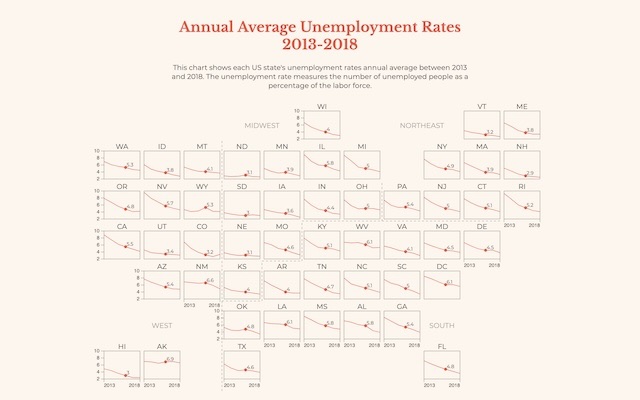 Annual Average Unemployment Rates
2013-2018
This chart shows each US state's unemployment rates annual average between 2013
and 2018. The unemployment rate measures the number of unemployed people as a
percentage of the labor force.
WI VT ME
MIDWEST NORTHEAST
10 8 6 4 2 4 3.2 3.8
WA ID MT ND MN IL MI NY MA NH
10 8 6 4 2 5.3 3.8 4.1 3.1 3.9 5.8 5 4.9 3.9 2.9
OR NV WY SD IA IN OH PA NJ CT RI
10 8 6 4 2 4.8 5.7 5.3 3 3.6 4.4 5 5.4 5 5.1 5.2
2013 2018
CA UT CO NE MO KY WV VA MD DE
10 8 6 4 2 5.5 3.4 3.2 3.1 4.6 5.1 6.1 4.1 4.5 4.5
2013 2018
AZ NM KS AR TN NC SC DC
10 8 6 4 2 5.4 6.6 4 4 4.7 5.1 5 6.1
2013 2018 2013 2018
OK LA MS AL GA
4.8 6.1 5.8 5.8 5.4
WEST SOUTH
2013 2018 2013 2018 2013 2018 2013 2018
HI AK TX FL
10 8 6 4 2 3 6.9 4.6 4.8
2013 2018 2013 2018 2013 2018 2013 2018